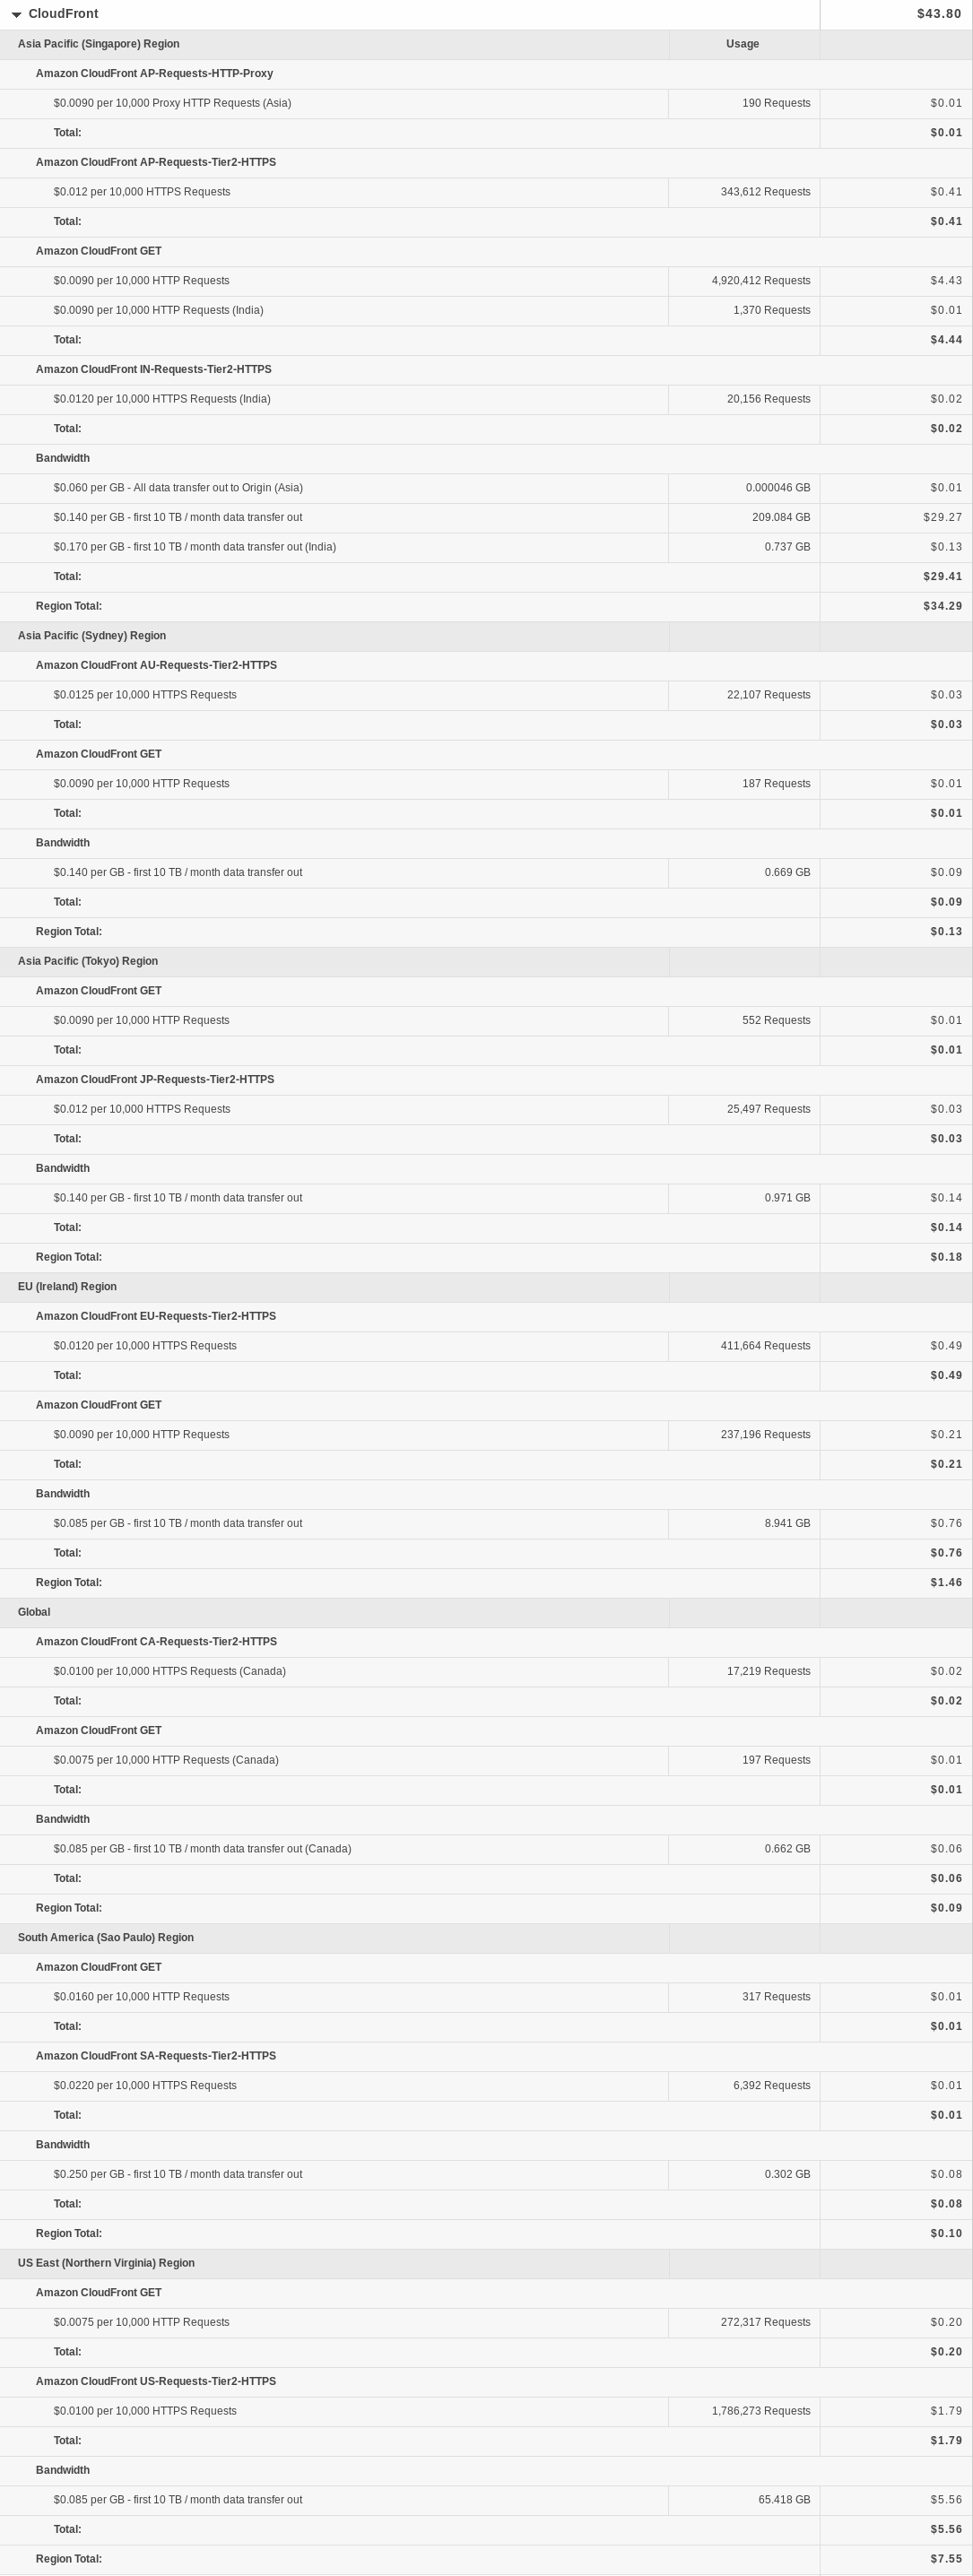 CloudFront $43.80
Asia Pacific (Singapore) Region Usage
Amazon CloudFront AP-Requests-HTTP-Proxy
$0.0090 per 10,000 Proxy HTTP Requests (Asia) 190 Requests $0.01
Total: $0.01
Amazon CloudFront AP-Requests-Tier2-HTTPS
$0.012 per 10,000 HTTPS Requests 343,612 Requests $0.41
Total: $0.41
Amazon CloudFront GET
$0.0090 per 10,000 HTTP Requests 4,920,412 Requests $4.43
$0.0090 per 10,000 HTTP Requests (India) 1,370 Requests $0.01
Total: $4.44
Amazon CloudFront IN-Requests-Tier2-HTTPS
$0.0120 per 10,000 HTTPS Requests (India) 20,156 Requests $0.02
Total: $0.02
Bandwidth
$0.060 per GB - All data transfer out to Origin (Asia) 0.000046 GB $0.01
$0.140 per GB - first 10 TB / month data transfer out 209.084 GB $29.27
$0.170 per GB - first 10 TB / month data transfer out (India) 0.737 GB $0.13
Total: $29.41
Region Total: $34.29
Asia Pacific (Sydney) Region
Amazon CloudFront AU-Requests-Tier2-HTTPS
$0.0125 per 10,000 HTTPS Requests 22,107 Requests $0.03
Total: $0.03
Amazon CloudFront GET
$0.0090 per 10,000 HTTP Requests 187 Requests $0.01
Total: $0.01
Bandwidth
$0.140 per GB - first 10 TB / month data transfer out 0.669 GB $0.09
Total: $0.09
Region Total: $0.13
Asia Pacific (Tokyo) Region
Amazon CloudFront GET
$0.0090 per 10,000 HTTP Requests 552 Requests $0.01
Total: $0.01
Amazon CloudFront JP-Requests-Tier2-HTTPS
$0.012 per 10,000 HTTPS Requests 25,497 Requests $0.03
Total: $0.03
Bandwidth
$0.140 per GB - first 10 TB / month data transfer out 0.971 GB $0.14
Total: $0.14
Region Total: $0.18
EU (Ireland) Region
Amazon CloudFront EU-Requests-Tier2-HTTPS
$0.0120 per 10,000 HTTPS Requests 411,664 Requests $0.49
Total: $0.49
Amazon CloudFront GET
$0.0090 per 10,000 HTTP Requests 237,196 Requests $0.21
Total: $0.21
Bandwidth
$0.085 per GB - first 10 TB / month data transfer out 8.941 GB $0.76
Total: $0.76
Region Total: $1.46
Global
Amazon CloudFront CA-Requests-Tier2-HTTPS
$0.0100 per 10,000 HTTPS Requests (Canada) 17,219 Requests $0.02
Total: $0.02
Amazon CloudFront GET
$0.0075 per 10,000 HTTP Requests (Canada) 197 Requests $0.01
Total: $0.01
Bandwidth
$0.085 per GB - first 10 TB / month data transfer out (Canada) 0.662 GB $0.06
Total: $0.06
Region Total: $0.09
South America (Sao Paulo) Region
Amazon CloudFront GET
$0.0160 per 10,000 HTTP Requests 317 Requests $0.01
Total: $0.01
Amazon CloudFront SA-Requests-Tier2-HTTPS
$0.0220 per 10,000 HTTPS Requests 6,392 Requests $0.01
Total: $0.01
Bandwidth
$0.250 per GB - first 10 TB / month data transfer out 0.302 GB $0.08
Total: $0.08
Region Total: $0.10
US East (Northern Virginia) Region
Amazon CloudFront GET
$0.0075 per 10,000 HTTP Requests 272,317 Requests $0.20
Total: $0.20
Amazon CloudFront US-Requests-Tier2-HTTPS
$0.0100 per 10,000 HTTPS Requests 1,786,273 Requests $1.79
Total: $1.79
Bandwidth
$0.085 per GB - first 10 TB / month data transfer out 65.418 GB $5.56
Total: $5.56
Region Total: $7.55